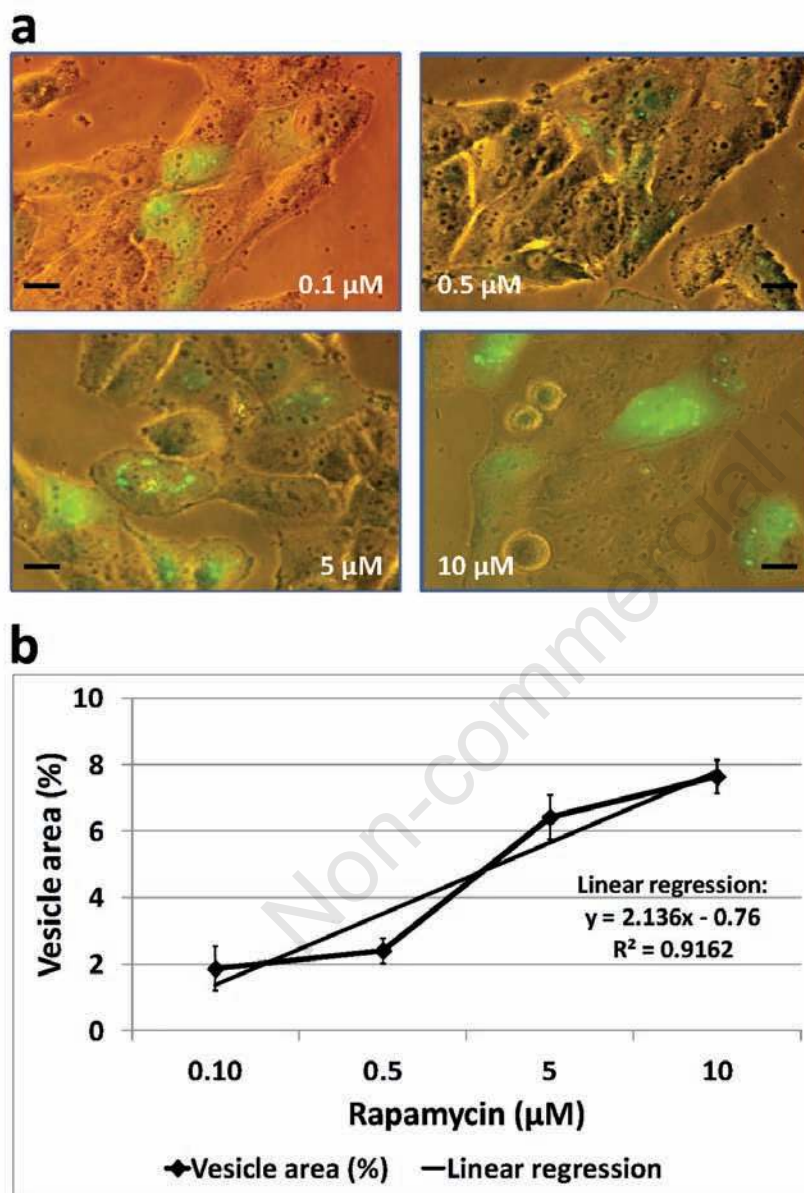 a
0.1 µM
0.5 µM
5 µM
10 µM
b
10
8
6
4
2
0
Vesicle area (%)
Linear regression:
y = 2.136x - 0.76
R² = 0.9162
0.10 0.5 5 10
Rapamycin (µM)
Vesicle area (%) Linear regression
Non-commercial u